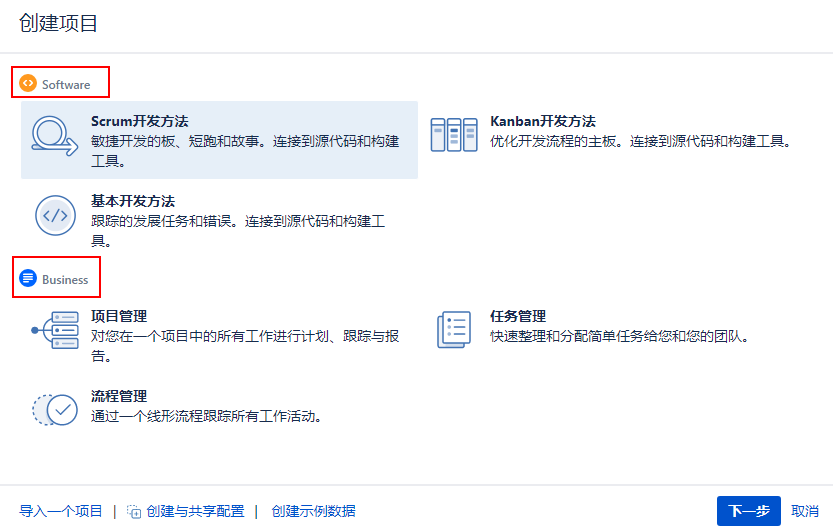 创建项目
Software
Scrum开发方法
敏捷开发的板、短跑和故事。连接到源代码和构建
工具。
Kanban开发方法
优化开发流程的主板。连接到源代码和构建工具。
基本开发方法
跟踪的发展任务和错误。连接到源代码和构建工
具。
Business
项目管理
对您在一个项目中的所有工作进行计划、跟踪与报
告。
任务管理
快速整理和分配简单任务给您和您的团队。
流程管理
通过一个线形流程跟踪所有工作活动。
导入一个项目 | 创建与共享配置 | 创建示例数据 下一步 取消